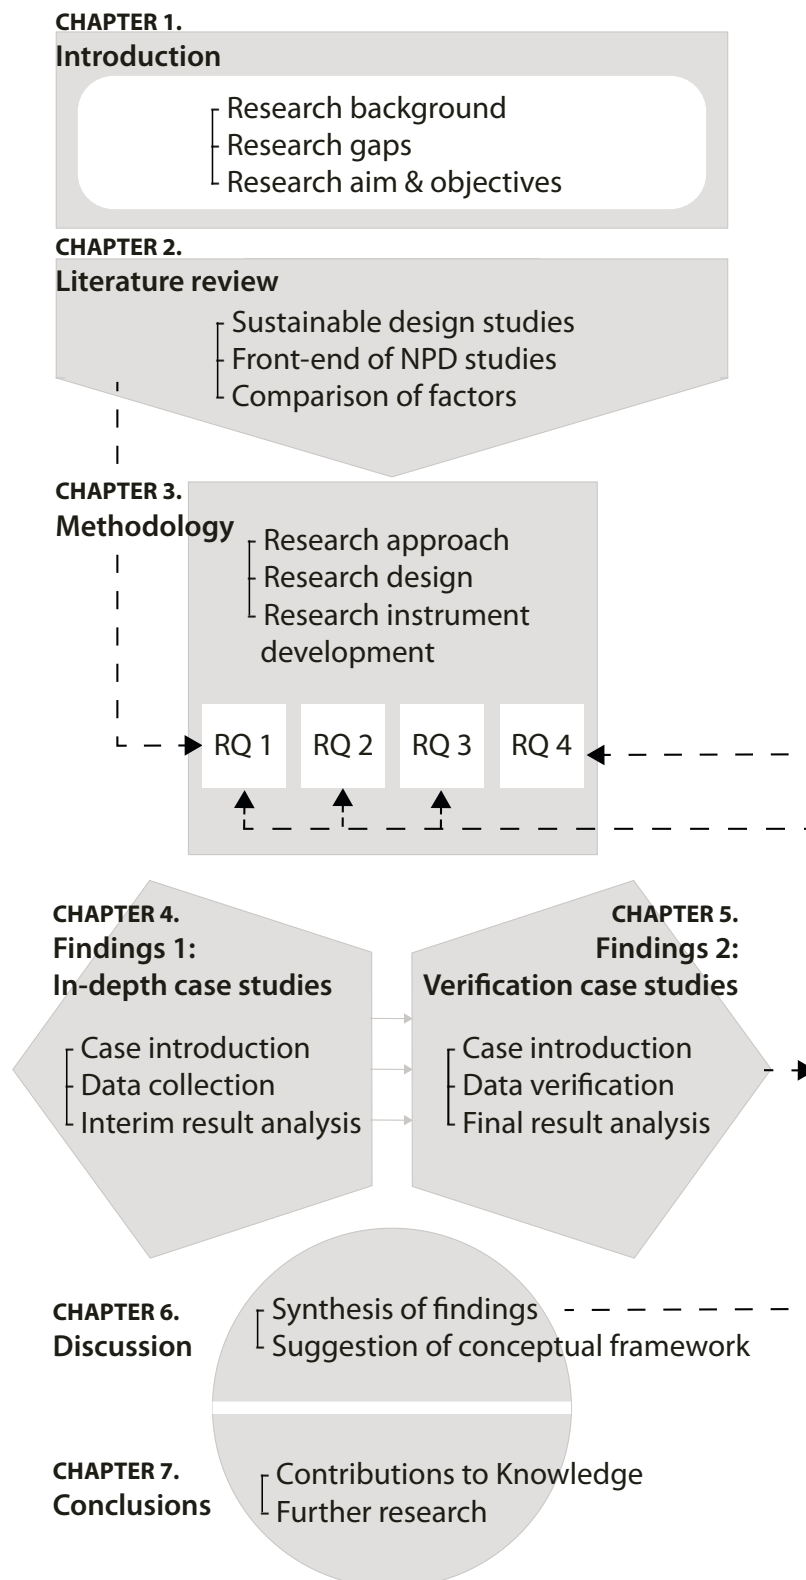 CHAPTER 1.
Introduction
Research background
Research gaps
Research aim & objectives
CHAPTER 2.
Literature review
Sustainable design studies
Front-end of NPD studies
Comparison of factors
CHAPTER 3.
Methodology
Research approach
Research design
Research instrument
development
RQ 1 RQ 2 RQ 3 RQ 4
CHAPTER 4.
Findings 1:
In-depth case studies
Case introduction
Data collection
Interim result analysis
CHAPTER 5.
Findings 2:
Verification case studies
Case introduction
Data verification
Final result analysis
CHAPTER 6.
Discussion
Synthesis of findings
Suggestion of conceptual framework
CHAPTER 7.
Conclusions
Contributions to Knowledge
Further research